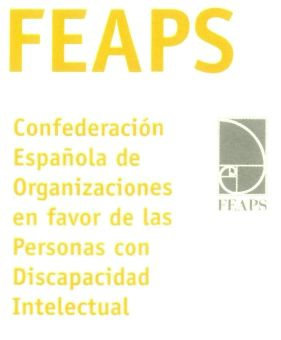 FEAPS
Confederación
Española de
Organizaciones
en favor de las
Personas con
Discapacidad
Intelectual
FEAPS